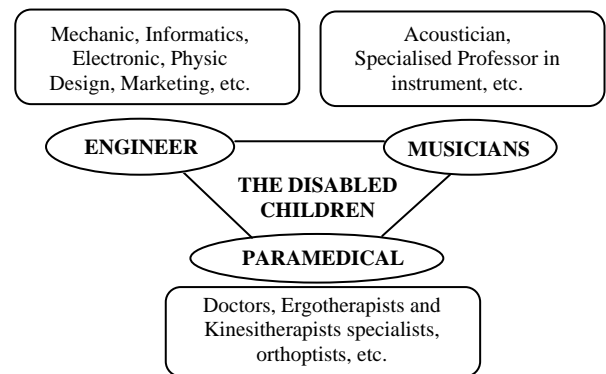 Mechanic, Informatics,
Electronic, Physic
Design, Marketing, etc.
Acoustician,
Specialised Professor in
instrument, etc.
ENGINEER
MUSICIANS
THE DISABLED
CHILDREN
PARAMEDICAL
Doctors, Ergotherapists and
Kinesitherapists specialists,
orthoptists, etc.